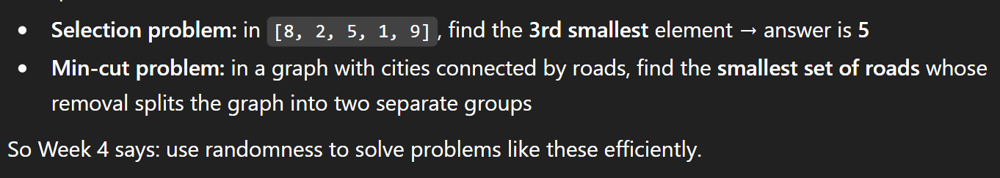 • Selection problem: in [8, 2, 5, 1, 9], find the 3rd smallest element → answer is 5
• Min-cut problem: in a graph with cities connected by roads, find the smallest set of roads whose
removal splits the graph into two separate groups
So Week 4 says: use randomness to solve problems like these efficiently.